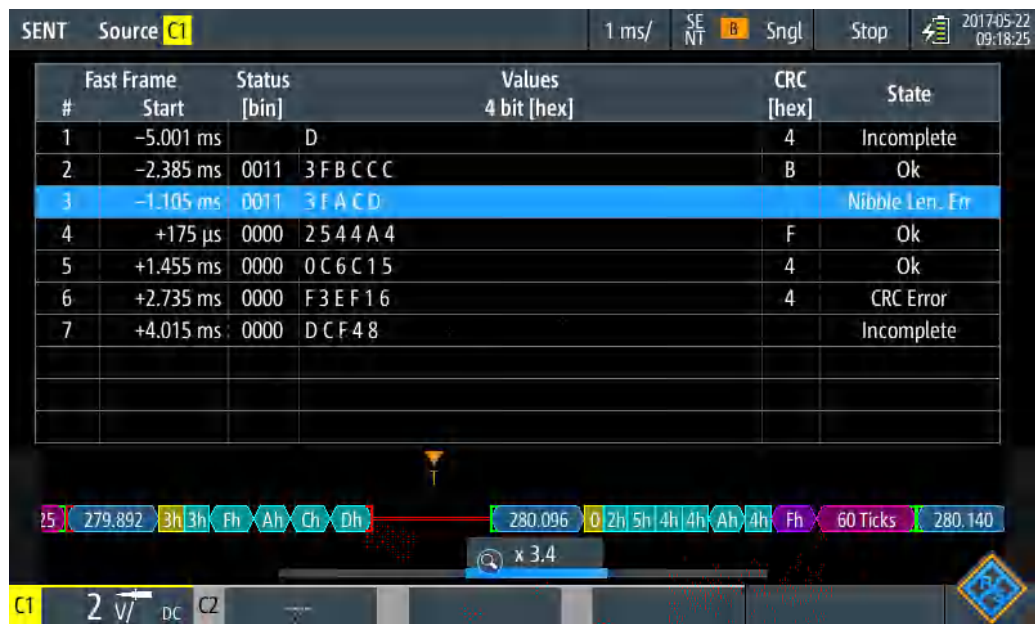 SENT Source C1 1 ms/ SENT B Sngl Stop 2017-05-22 09:18:25
Fast Frame Status Values CRC State
# Start [bin] 4 bit [hex] [hex]
1 −5.001 ms D 4 Incomplete
2 −2.385 ms 0011 3 F B C C C B Ok
3 −1.105 ms 0011 3 F A C D Nibble Len. Err
4 +175 µs 0000 2 5 4 4 A 4 F Ok
5 +1.455 ms 0000 0 C 6 C 1 5 4 Ok
6 +2.735 ms 0000 F 3 E F 1 6 4 CRC Error
7 +4.015 ms 0000 D C F 4 8 Incomplete
T
25 279.892 3h 3h Fh Ah Ch Dh 280.096 0 2h 5h 4h 4h Ah 4h Fh 60 Ticks 280.140
x 3.4
R S
C1 2 V/ DC C2